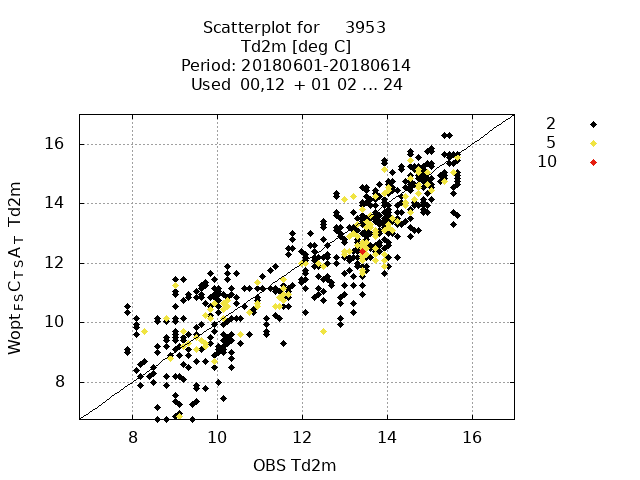 Scatterplot for 3953
Td2m [deg C]
Period: 20180601-20180614
Used 00,12 + 01 02 ... 24
2
5
10
16
14
12
10
8
8 10 12 14 16
OBS Td2m
Wopt FS C TS A T Td2m